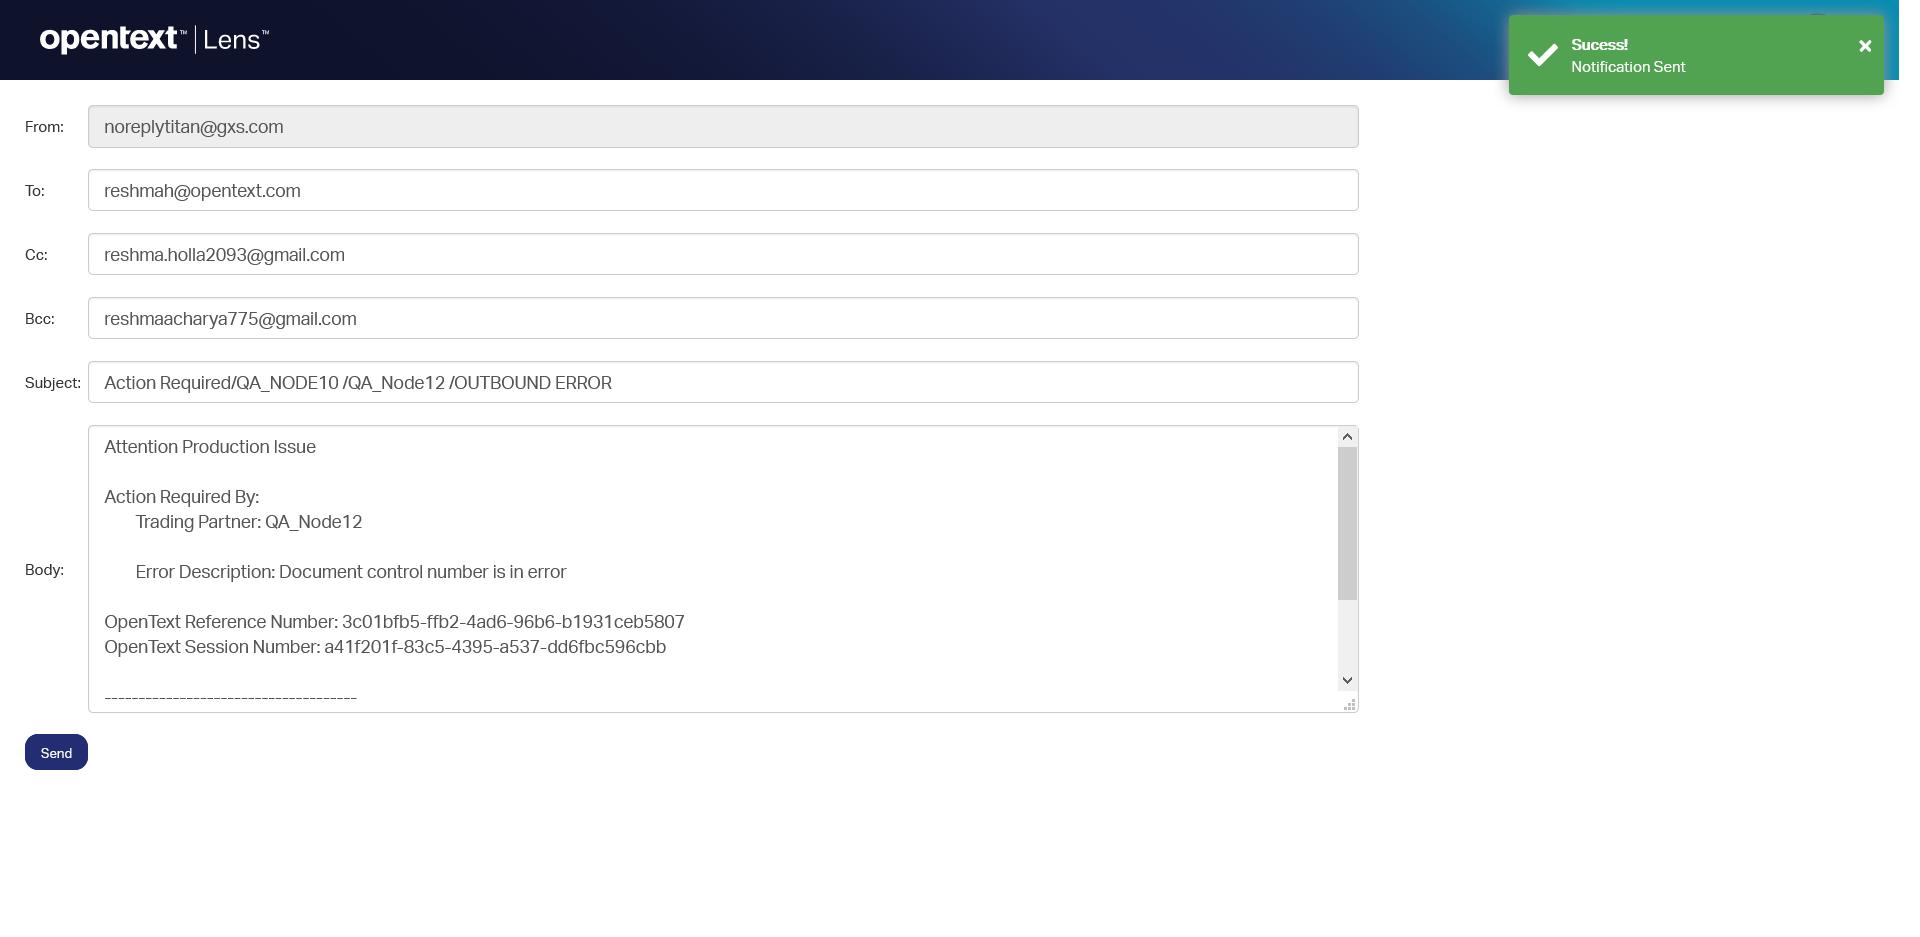 opentext™ | Lens™
Sucess!
Notification Sent
×
From: noreplytitan@gxs.com
To: reshmah@opentext.com
Cc: reshma.holla2093@gmail.com
Bcc: reshmaacharya775@gmail.com
Subject: Action Required/QA_NODE10 /QA_Node12 /OUTBOUND ERROR
Body:
Attention Production Issue
Action Required By:
Trading Partner: QA_Node12
Error Description: Document control number is in error
OpenText Reference Number: 3c01bfb5-ffb2-4ad6-96b6-b1931ceb5807
OpenText Session Number: a41f201f-83c5-4395-a537-dd6fbc596cbb
-------------------------------------
Send